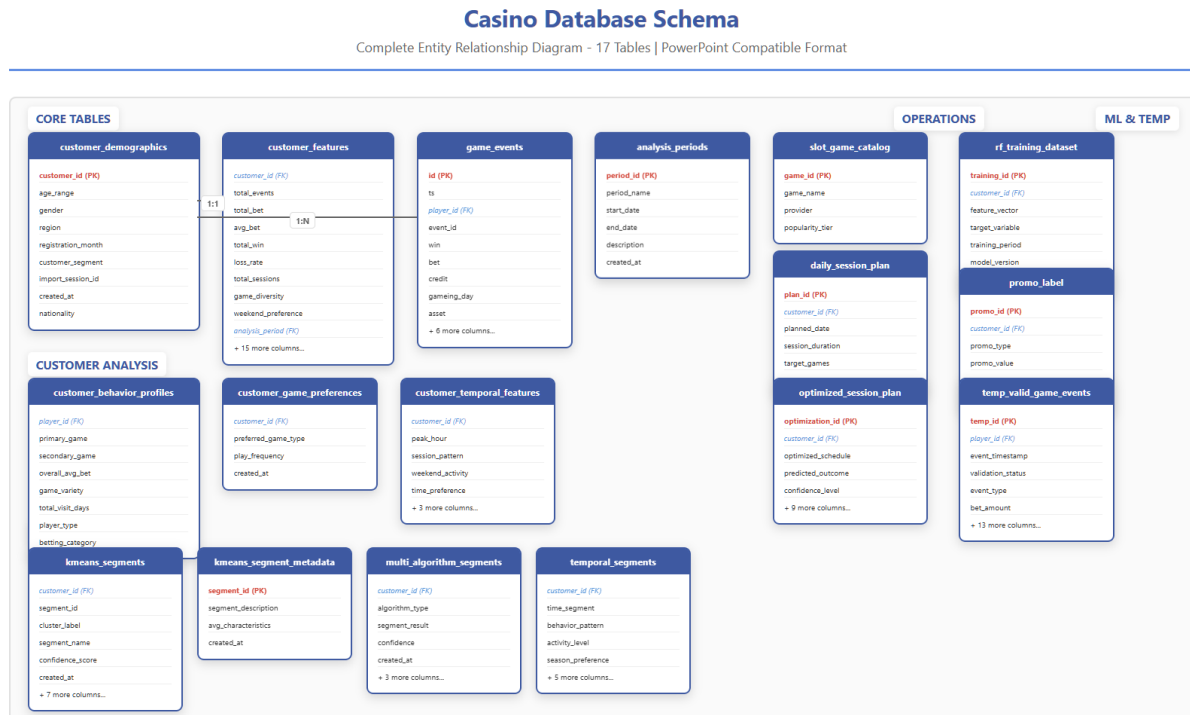 Casino Database Schema
Complete Entity Relationship Diagram - 17 Tables | PowerPoint Compatible Format
CORE TABLES
OPERATIONS
ML & TEMP
customer_demographics
customer_id (PK)
age_range
gender
region
registration_month
customer_segment
import_session_id
created_at
nationality
1:1
1:N
customer_features
customer_id (FK)
total_events
total_bet
avg_bet
total_win
loss_rate
total_sessions
game_diversity
weekend_preference
analysis_period (FK)
+ 15 more columns...
game_events
id (PK)
ts
player_id (FK)
event_id
win
bet
credit
gameing_day
asset
+ 6 more columns...
analysis_periods
period_id (PK)
period_name
start_date
end_date
description
created_at
slot_game_catalog
game_id (PK)
game_name
provider
popularity_tier
rf_training_dataset
training_id (PK)
customer_id (FK)
feature_vector
target_variable
training_period
model_version
daily_session_plan
plan_id (PK)
customer_id (FK)
planned_date
session_duration
target_games
promo_label
promo_id (PK)
customer_id (FK)
promo_type
promo_value
CUSTOMER ANALYSIS
customer_behavior_profiles
player_id (FK)
primary_game
secondary_game
overall_avg_bet
game_variety
total_visit_days
player_type
betting_category
customer_game_preferences
customer_id (FK)
preferred_game_type
play_frequency
created_at
customer_temporal_features
customer_id (FK)
peak_hour
session_pattern
weekend_activity
time_preference
+ 3 more columns...
optimized_session_plan
optimization_id (PK)
customer_id (FK)
optimized_schedule
predicted_outcome
confidence_level
+ 9 more columns...
temp_valid_game_events
temp_id (PK)
player_id (FK)
event_timestamp
validation_status
event_type
bet_amount
+ 13 more columns...
kmeans_segments
customer_id (FK)
segment_id
cluster_label
segment_name
confidence_score
created_at
+ 7 more columns...
kmeans_segment_metadata
segment_id (PK)
segment_description
avg_characteristics
created_at
multi_algorithm_segments
customer_id (FK)
algorithm_type
segment_result
confidence
created_at
+ 3 more columns...
temporal_segments
customer_id (FK)
time_segment
behavior_pattern
activity_level
season_preference
+ 5 more columns...